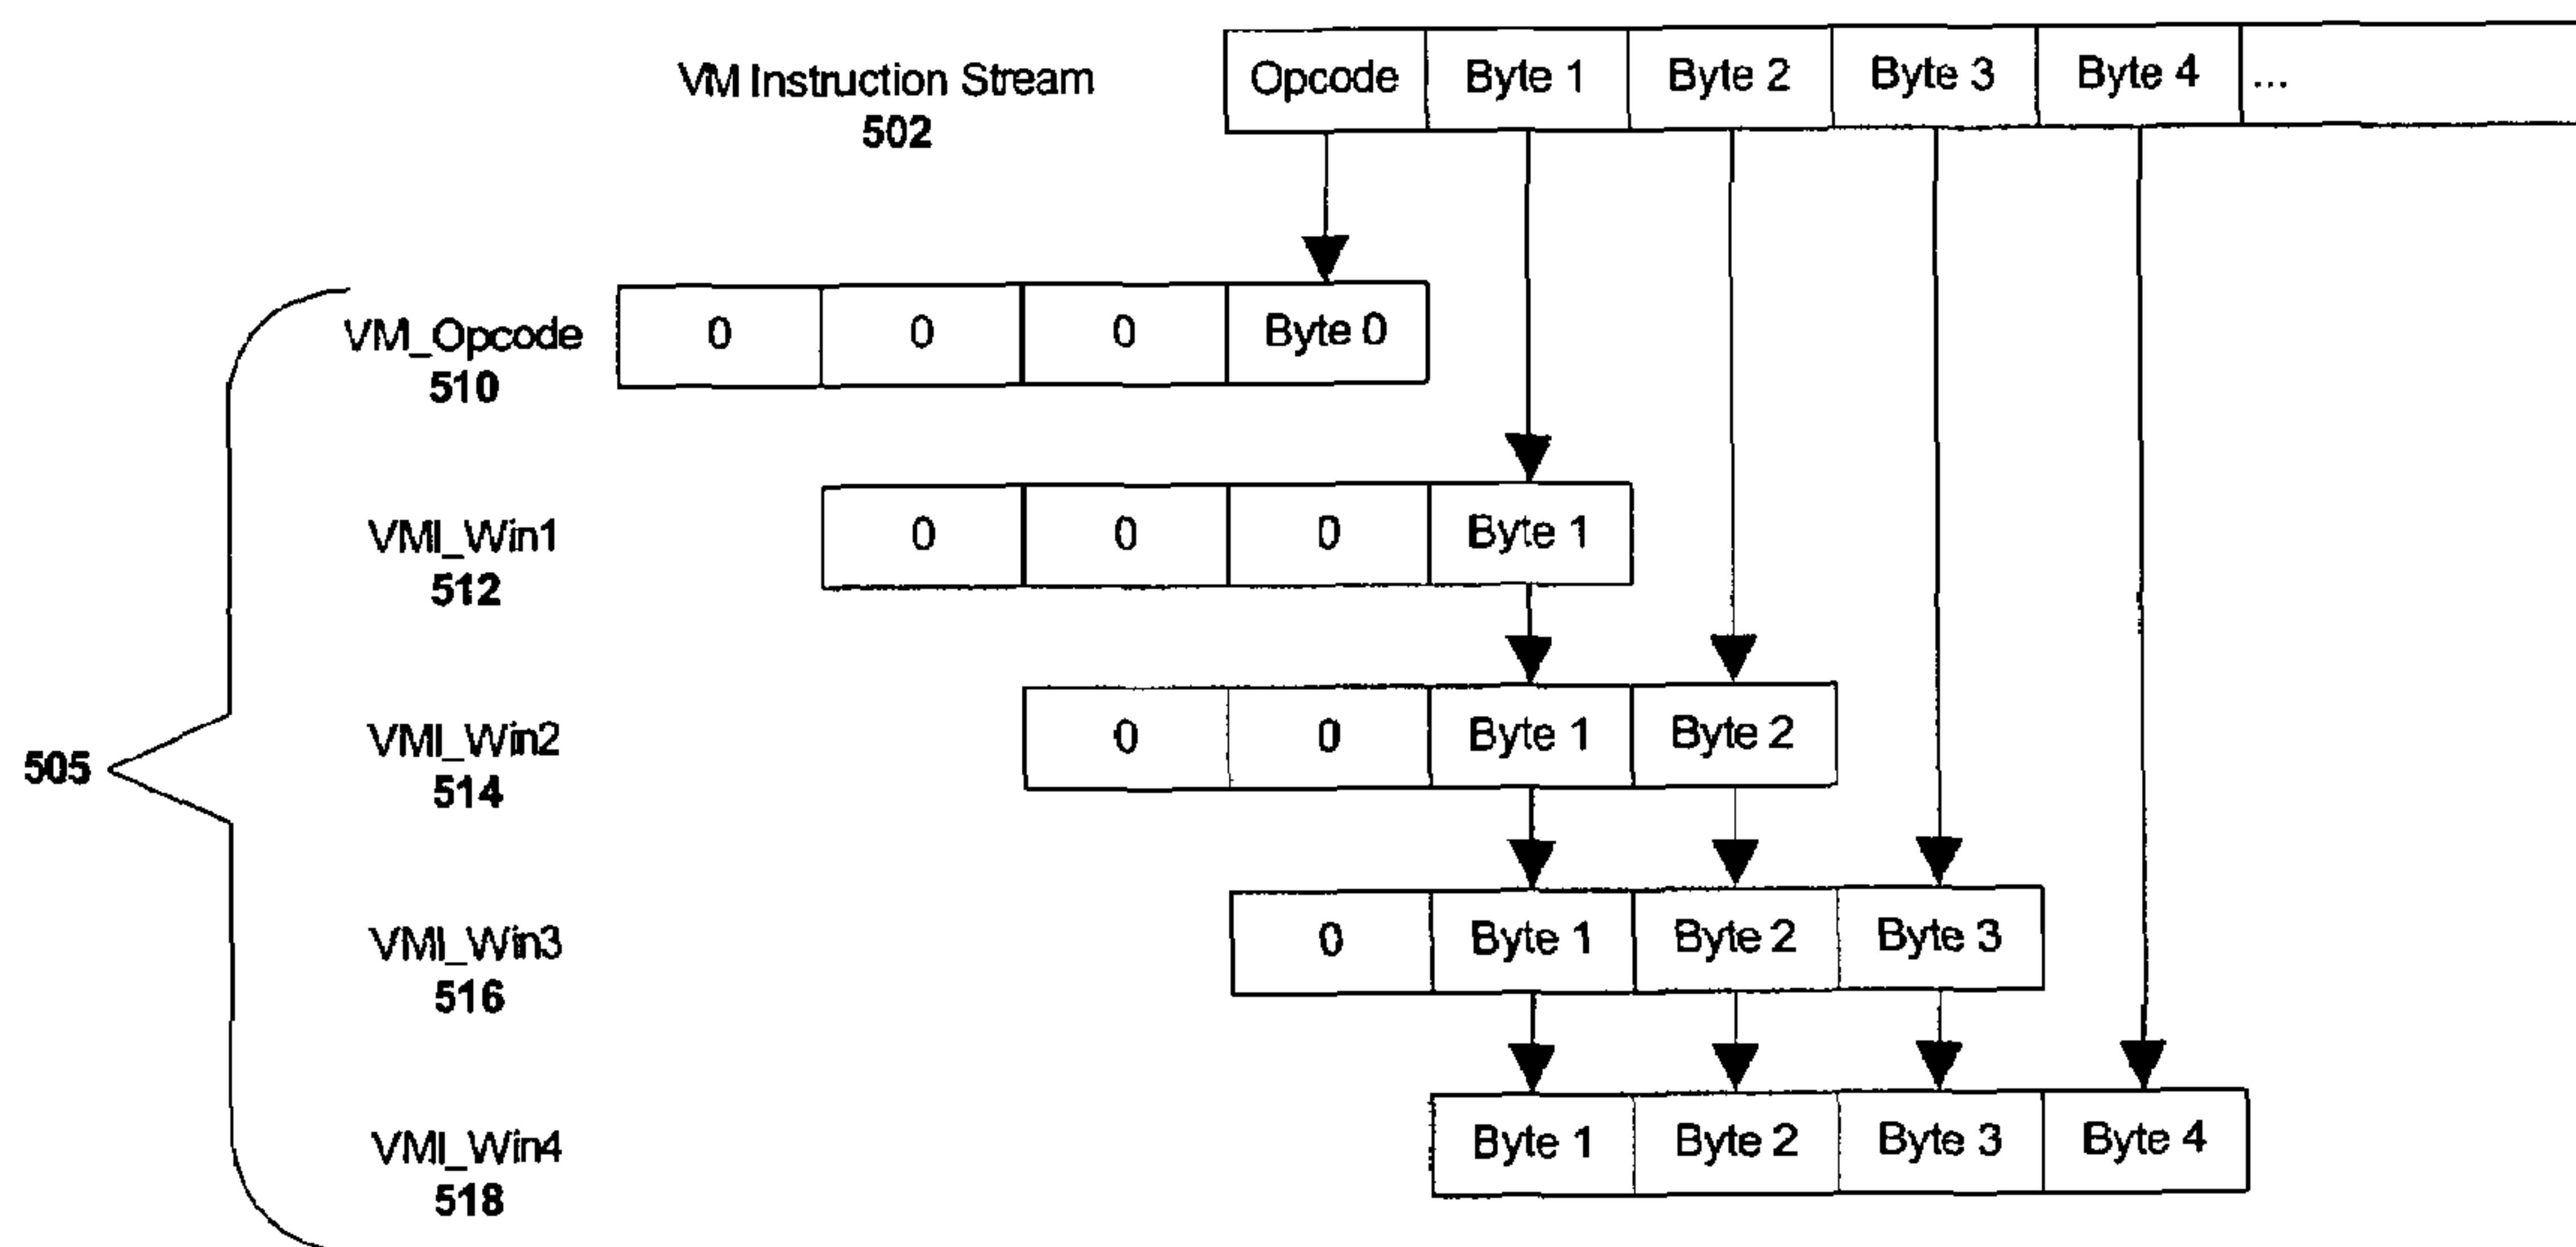 VM Instruction Stream
502
Opcode Byte 1 Byte 2 Byte 3 Byte 4 ...
VM_Opcode
510
0 0 0 Byte 0
VMI_Win1
512
0 0 0 Byte 1
VMI_Win2
514
0 0 Byte 1 Byte 2
505
VMI_Win3
516
0 Byte 1 Byte 2 Byte 3
VMI_Win4
518
Byte 1 Byte 2 Byte 3 Byte 4